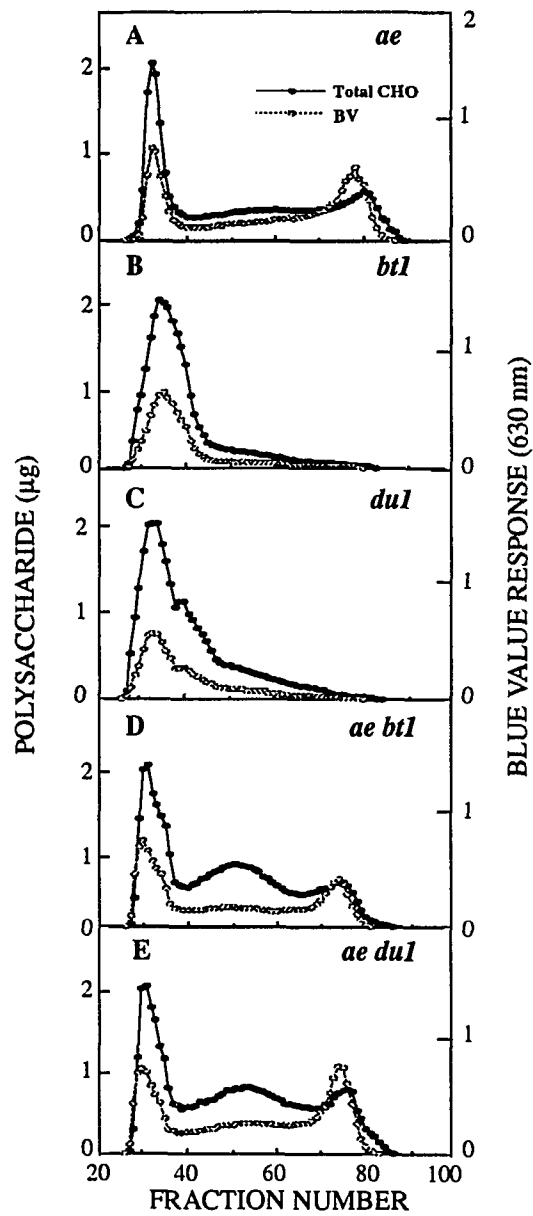 A ae
2 2
Total CHO
BV
1 1
0 0
B bt1
2
1 1
0 0
C du1
2
1 1
0 0
D ae bt1
2
1 1
0 0
E ae du1
2
1 1
0 0
20 40 60 80 100
FRACTION NUMBER
POLYSACCHARIDE (µg)
BLUE VALUE RESPONSE (630 nm)